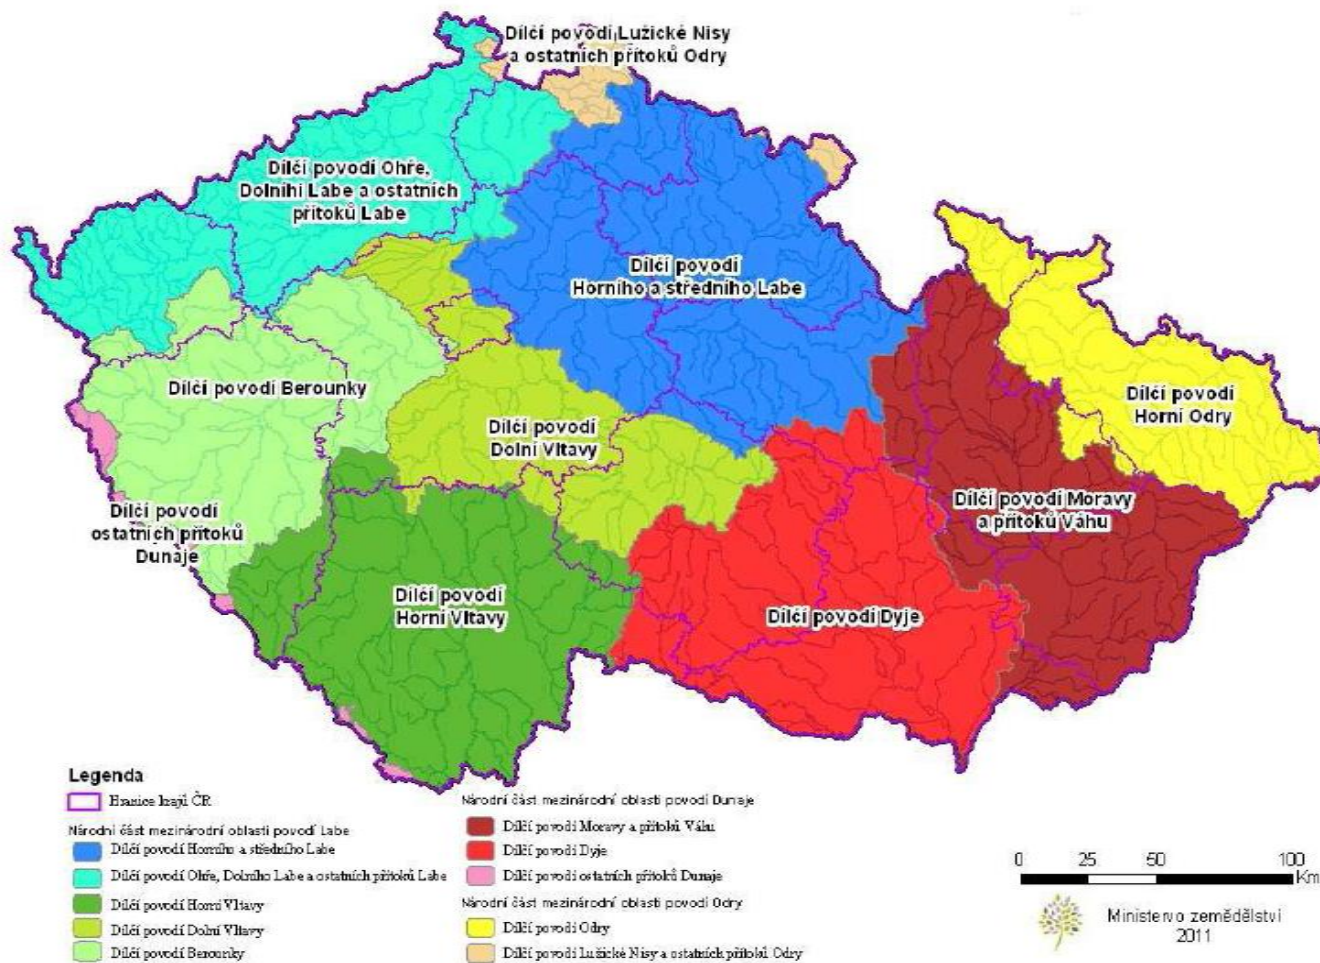 Dílčí povodí Lužické Nisy
a ostatních přítoků Odry
Dílčí povodí Ohře,
Dolního Labe a ostatních
přítoků Labe
Dílčí povodí
Horního a středního Labe
Dílčí povodí Berounky
Dílčí povodí
Horní Odry
Dílčí povodí
Dolní Vltavy
Dílčí povodí Moravy
a přítoků Váhu
Dílčí povodí
ostatních přítoků
Dunaje
Dílčí povodí
Horní Vltavy
Dílčí povodí Dyje
Legenda
Hranice krajů ČR
Národní část mezinárodní oblasti povodí Labe
Dílčí povodí Horního a středního Labe
Dílčí povodí Ohře, Dolního Labe a ostatních přítoků Labe
Dílčí povodí Horní Vltavy
Dílčí povodí Dolní Vltavy
Dílčí povodí Berounky
Národní část mezinárodní oblasti povodí Dunaje
Dílčí povodí Moravy a přítoků Váhu
Dílčí povodí Dyje
Dílčí povodí ostatních přítoků Dunaje
Národní část mezinárodní oblasti povodí Odry
Dílčí povodí Odry
Dílčí povodí Lužické Nisy a ostatních přítoků Odry
0 25 50 100
Km
Ministervo zemědělství
2011